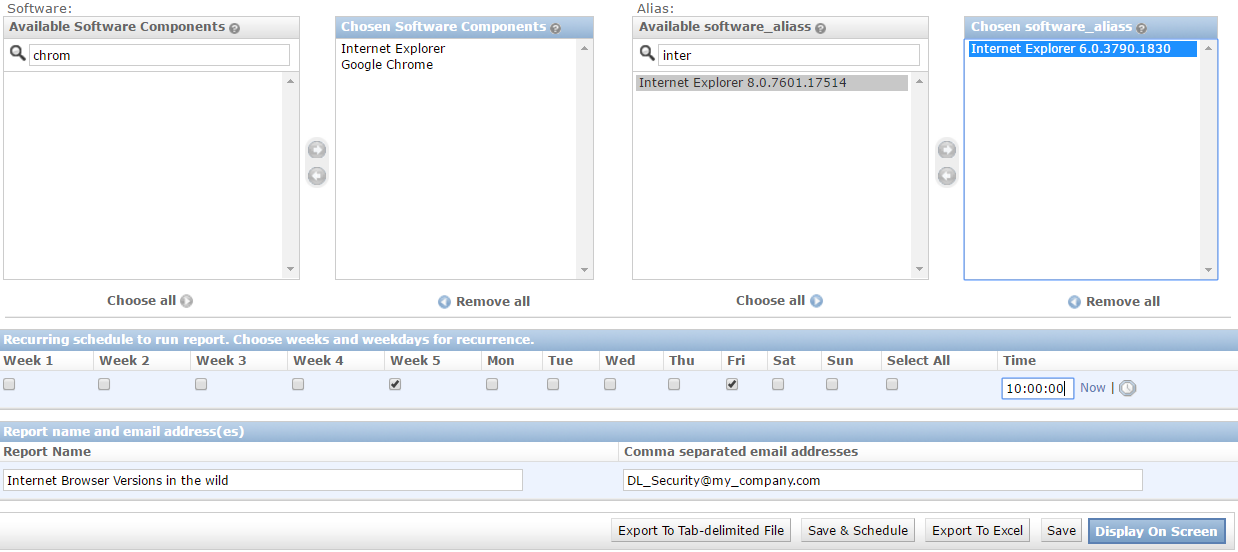 Software:
Alias:
Available Software Components ?
Chosen Software Components ?
Available software_aliass ?
Chosen software_aliass ?
chrom
Internet Explorer
Google Chrome
inter
Internet Explorer 8.0.7601.17514
Internet Explorer 6.0.3790.1830
Choose all
Remove all
Choose all
Remove all
Recurring schedule to run report. Choose weeks and weekdays for recurrence.
Week 1 Week 2 Week 3 Week 4 Week 5 Mon Tue Wed Thu Fri Sat Sun Select All Time
10:00:00 Now |
Report name and email address(es)
Report Name
Comma separated email addresses
Internet Browser Versions in the wild
DL_Security@my_company.com
Export To Tab-delimited File
Save & Schedule
Export To Excel
Save
Display On Screen